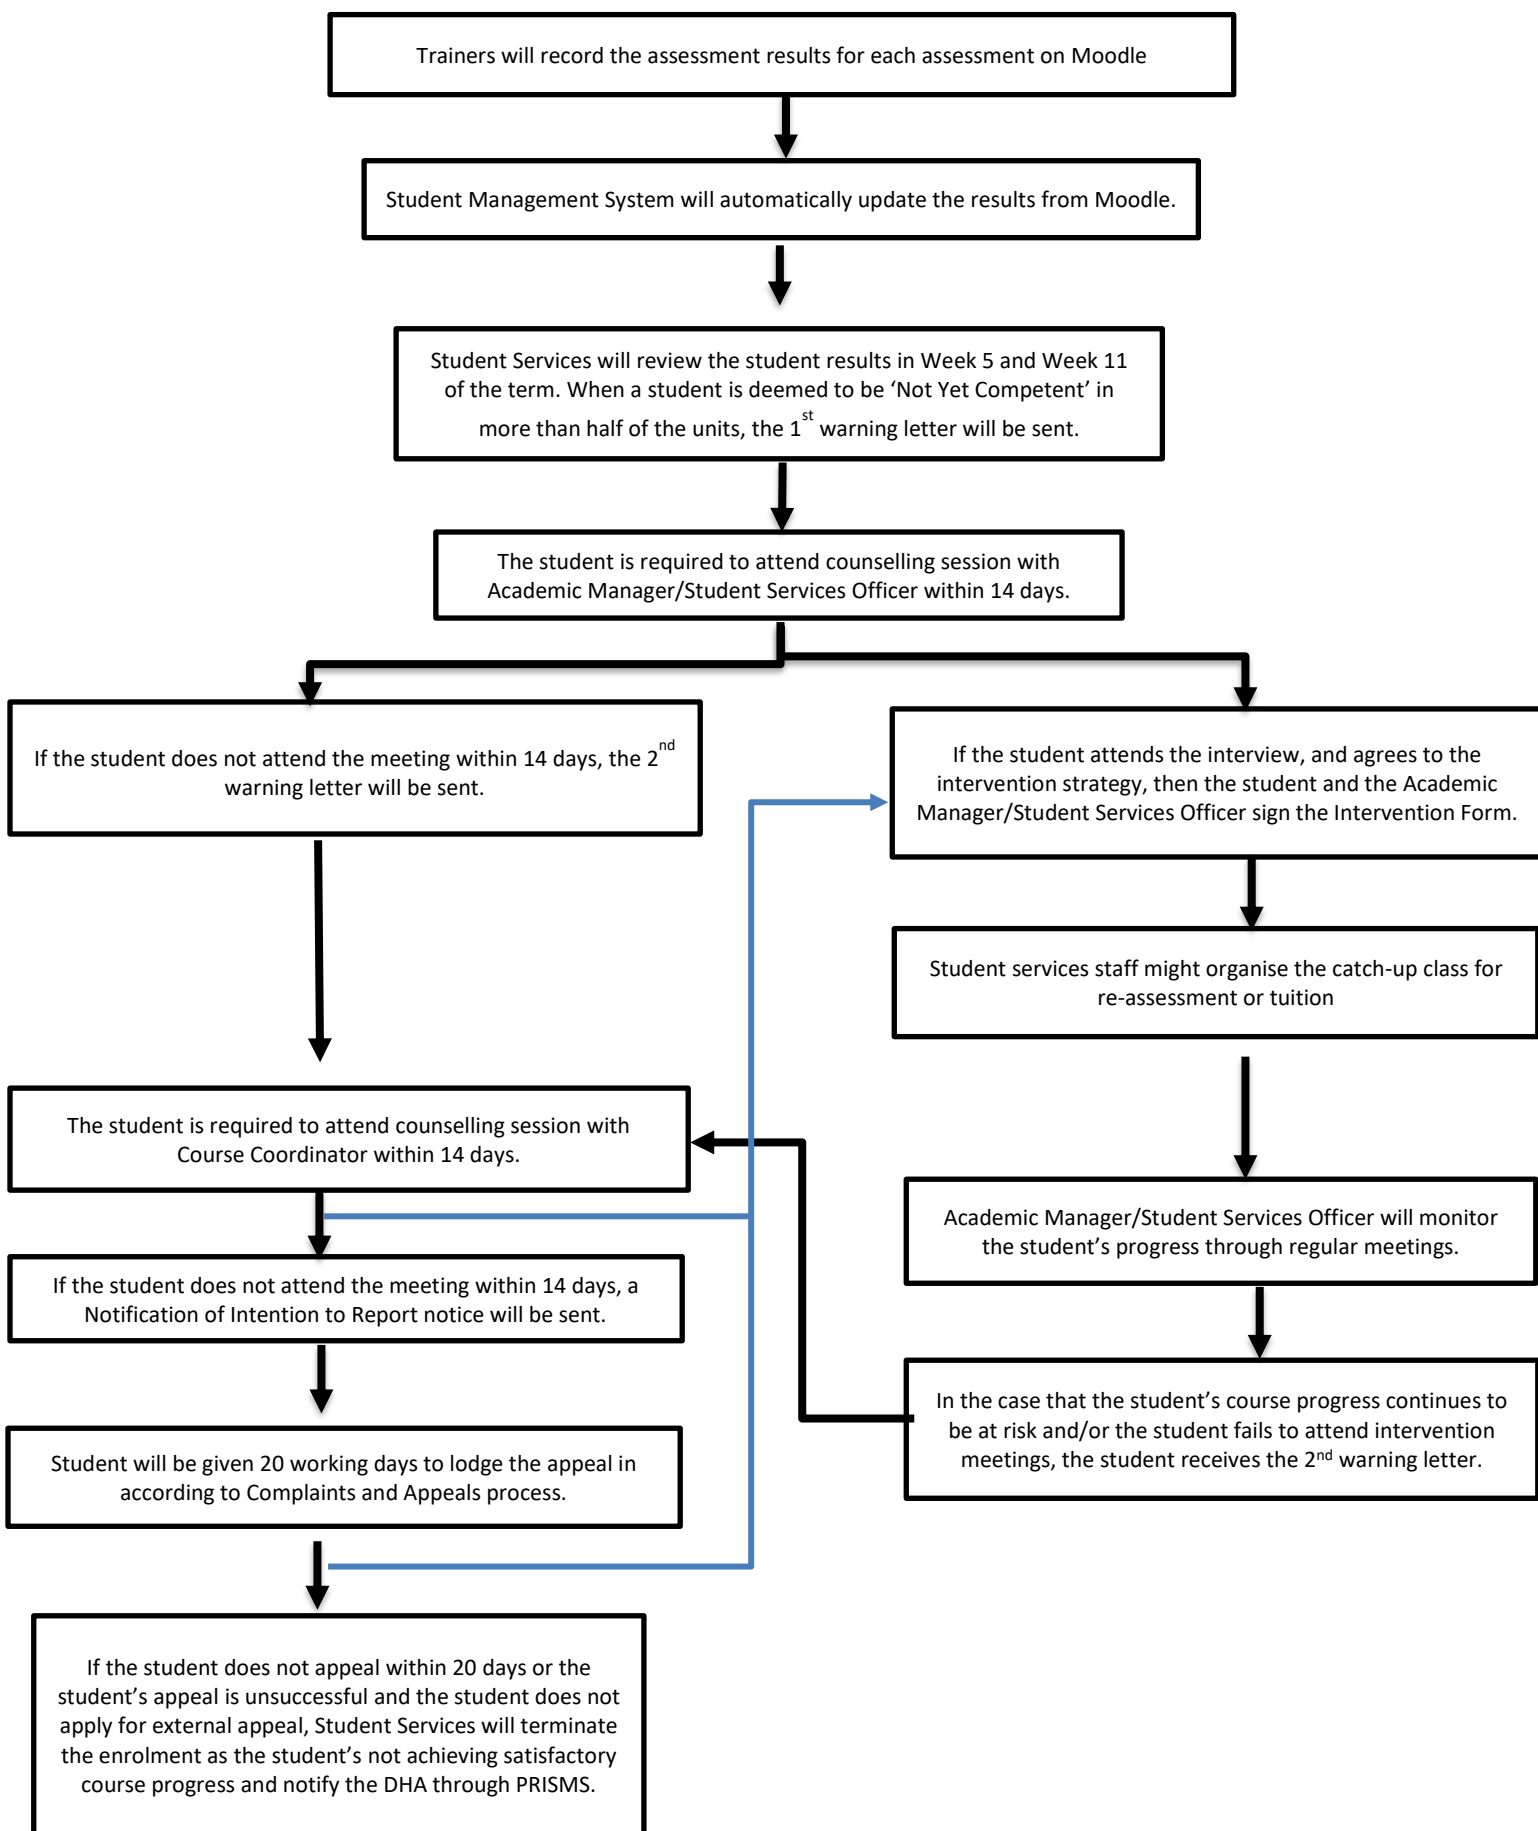 Trainers will record the assessment results for each assessment on Moodle
Student Management System will automatically update the results from Moodle.
Student Services will review the student results in Week 5 and Week 11
of the term. When a student is deemed to be ‘Not Yet Competent’ in
more than half of the units, the 1st warning letter will be sent.
The student is required to attend counselling session with
Academic Manager/Student Services Officer within 14 days.
If the student does not attend the meeting within 14 days, the 2nd
warning letter will be sent.
If the student attends the interview, and agrees to the
intervention strategy, then the student and the Academic
Manager/Student Services Officer sign the Intervention Form.
Student services staff might organise the catch-up class for
re-assessment or tuition
The student is required to attend counselling session with
Course Coordinator within 14 days.
Academic Manager/Student Services Officer will monitor
the student’s progress through regular meetings.
If the student does not attend the meeting within 14 days, a
Notification of Intention to Report notice will be sent.
In the case that the student’s course progress continues to
be at risk and/or the student fails to attend intervention
meetings, the student receives the 2nd warning letter.
Student will be given 20 working days to lodge the appeal in
according to Complaints and Appeals process.
If the student does not appeal within 20 days or the
student’s appeal is unsuccessful and the student does not
apply for external appeal, Student Services will terminate
the enrolment as the student’s not achieving satisfactory
course progress and notify the DHA through PRISMS.